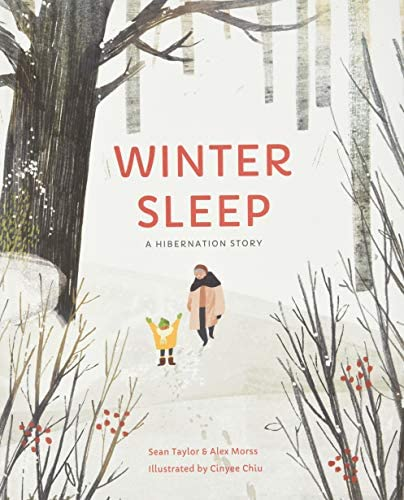 WINTER
SLEEP
A HIBERNATION STORY
Sean Taylor & Alex Morss
Illustrated by Cinyee Chiu